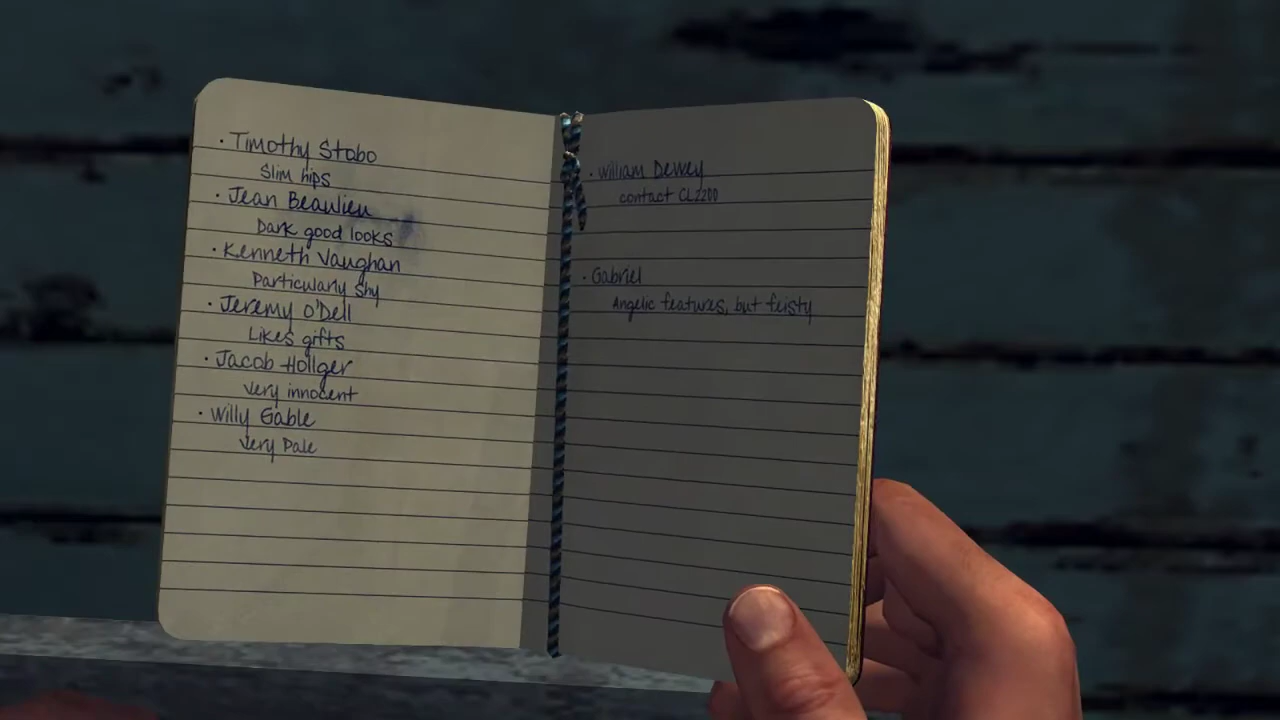 · Timothy Stobo
Slim hips
· Jean Beaulieu
Dark good looks
· Kenneth Vaughan
Particularly shy
· Jeremy O'Dell
Likes gifts
· Jacob Hollger
Very innocent
· Willy Gable
Very Pale
· William Dewey
contact CL2200
· Gabriel
Angelic features, but feisty